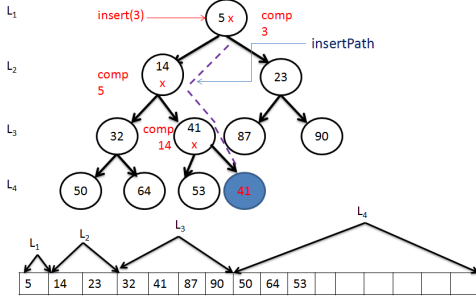 L1
insert(3)
5 x
comp
3
insertPath
L2
comp
5
14
x
23
L3
32
comp
14
41
x
87
90
L4
50
64
53
41
L1
L2
L3
L4
5 14 23 32 41 87 90 50 64 53